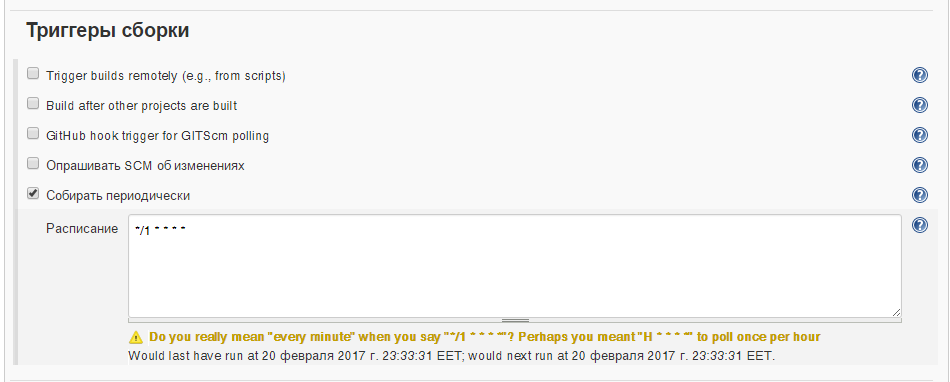 Триггеры сборки
Trigger builds remotely (e.g., from scripts)
Build after other projects are built
GitHub hook trigger for GITScm polling
Опрашивать SCM об изменениях
Собирать периодически
Расписание
*/1 * * * *
Do you really mean "every minute" when you say "*/1 * * * *"? Perhaps you meant "H * * * *" to poll once per hour
Would last have run at 20 февраля 2017 г. 23:33:31 EET; would next run at 20 февраля 2017 г. 23:33:31 EET.